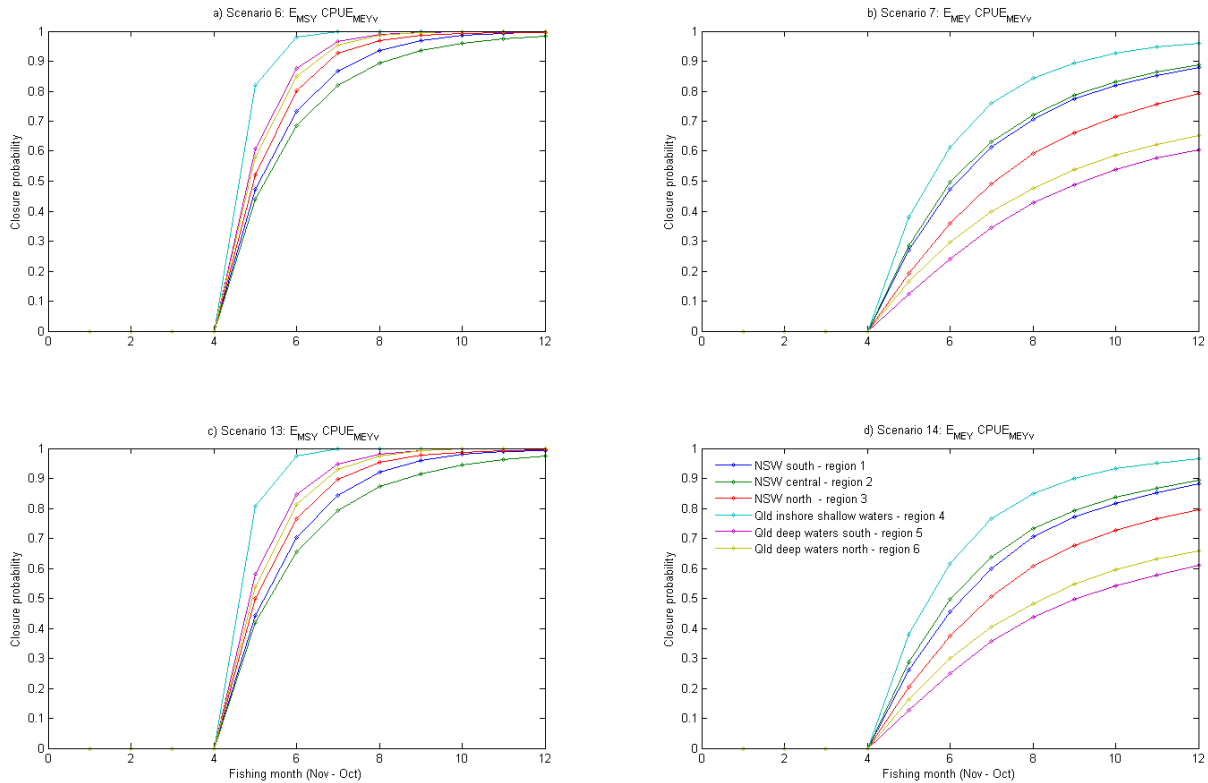 a) Scenario 6: E_MSY CPUE_MEYv
1
0.9
0.8
0.7
0.6
0.5
0.4
0.3
0.2
0.1
0
Closure probability
0 2 4 6 8 10 12
b) Scenario 7: E_MEY CPUE_MEYv
1
0.9
0.8
0.7
0.6
0.5
0.4
0.3
0.2
0.1
0
Closure probability
0 2 4 6 8 10 12
c) Scenario 13: E_MSY CPUE_MEYv
1
0.9
0.8
0.7
0.6
0.5
0.4
0.3
0.2
0.1
0
Closure probability
0 2 4 6 8 10 12
Fishing month (Nov - Oct)
d) Scenario 14: E_MEY CPUE_MEYv
1
0.9
0.8
0.7
0.6
0.5
0.4
0.3
0.2
0.1
0
Closure probability
NSW south - region 1
NSW central - region 2
NSW north - region 3
Qld inshore shallow waters - region 4
Qld deep waters south - region 5
Qld deep waters north - region 6
0 2 4 6 8 10 12
Fishing month (Nov - Oct)